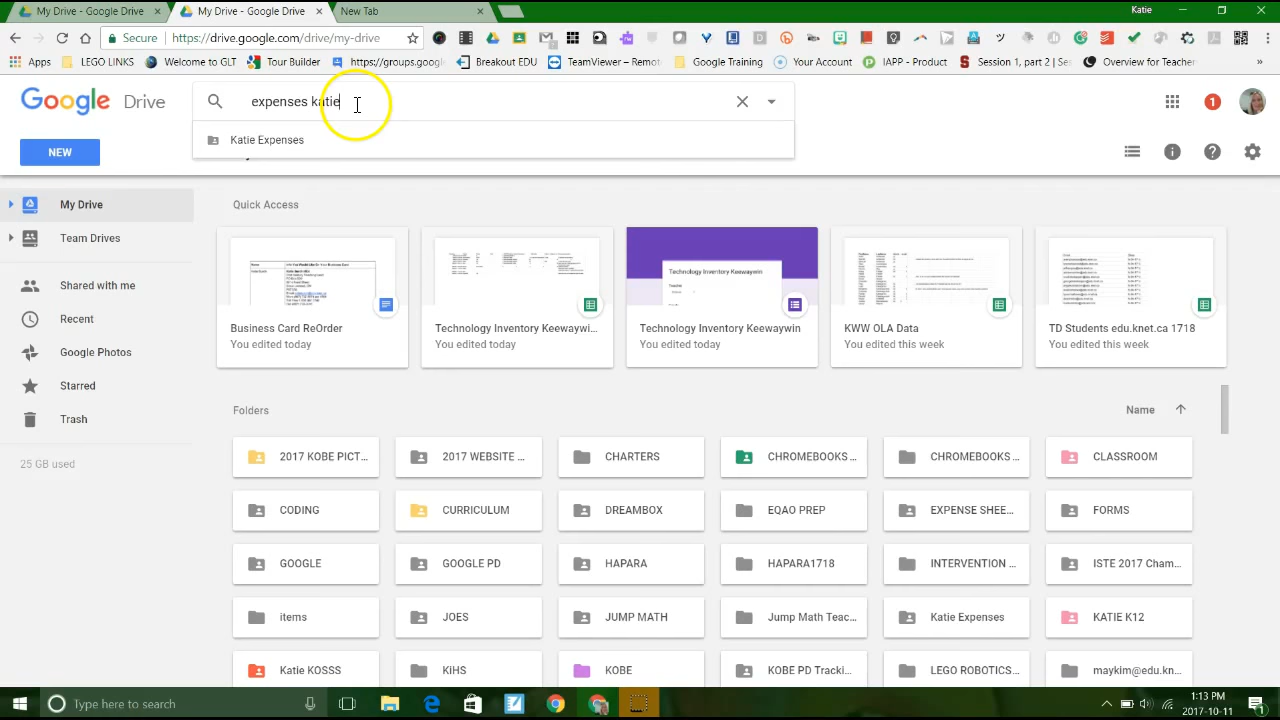 My Drive - Google Drive
My Drive - Google Drive
New Tab
Katie
Secure
https://drive.google.com/drive/my-drive
Apps
LEGO LINKS
Welcome to GLT
Tour Builder
https://groups.google
Breakout EDU
TeamViewer – Remote
Google Training
Your Account
IAPP - Product
Session 1, part 2 | Ses
Other bookmarks
Google Drive
expenses katie
1
Katie Expenses
NEW
My Drive
Team Drives
Shared with me
Recent
Google Photos
Starred
Trash
25 GB used
Quick Access
Business Card ReOrder
You edited today
Technology Inventory Keewaywi...
You edited today
Technology Inventory Keewaywin
Technology Inventory Keewaywin
You edited today
KWW OLA Data
You edited this week
TD Students edu.knet.ca 1718
You edited this week
Folders
Name
2017 KOBE PICT...
2017 WEBSITE ...
CHARTERS
CHROMEBOOKS ...
CHROMEBOOKS ...
CLASSROOM
CODING
CURRICULUM
DREAMBOX
EQAO PREP
EXPENSE SHEE...
FORMS
GOOGLE
GOOGLE PD
HAPARA
HAPARA1718
INTERVENTION ...
ISTE 2017 Cham...
items
JOES
JUMP MATH
Jump Math Teac...
Katie Expenses
KATIE K12
Katie KOSSS
KiHS
KOBE
KOBE PD Tracki...
LEGO ROBOTICS...
maykim@edu.kn...
Type here to search
1:13 PM
2017-10-11